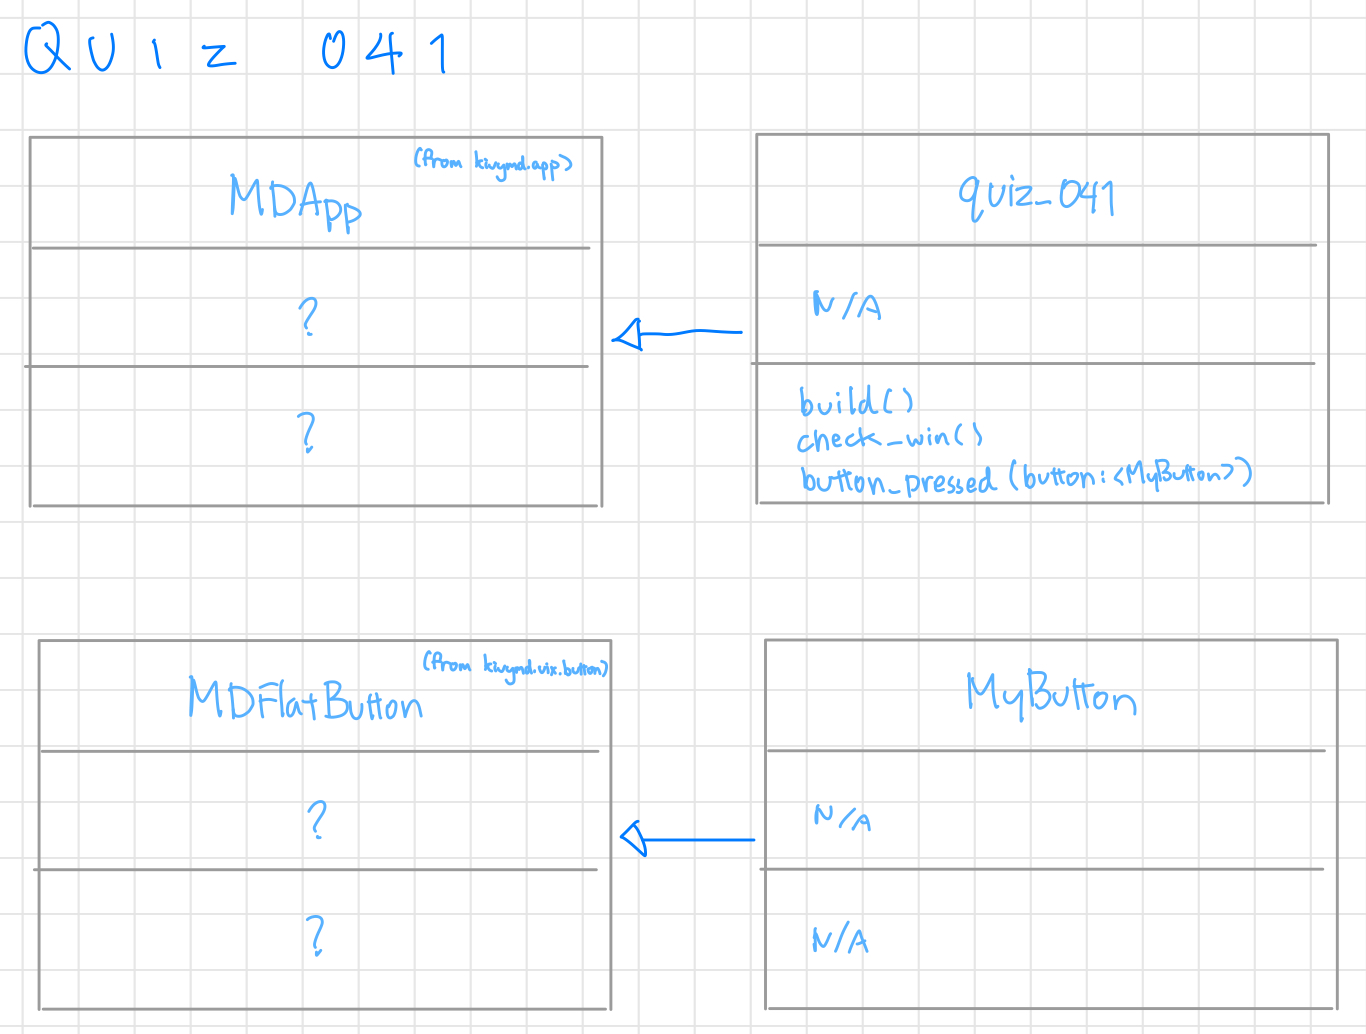 Quiz 041
(from kivymd.app)
MDApp
?
?
quiz_041
N/A
build()
check_win()
button_pressed (button:<MyButton>)
(from kivymd.uix.button)
MDFlatButton
?
?
MyButton
N/A
N/A